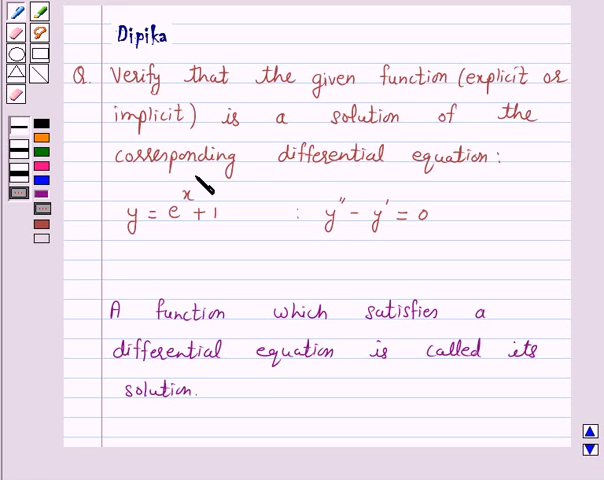 Dipika
Q. Verify that the given function (explicit or
implicit) is a solution of the
corresponding differential equation:
y = eˣ + 1 : y'' - y' = 0
A function which satisfies a
differential equation is called its
solution.